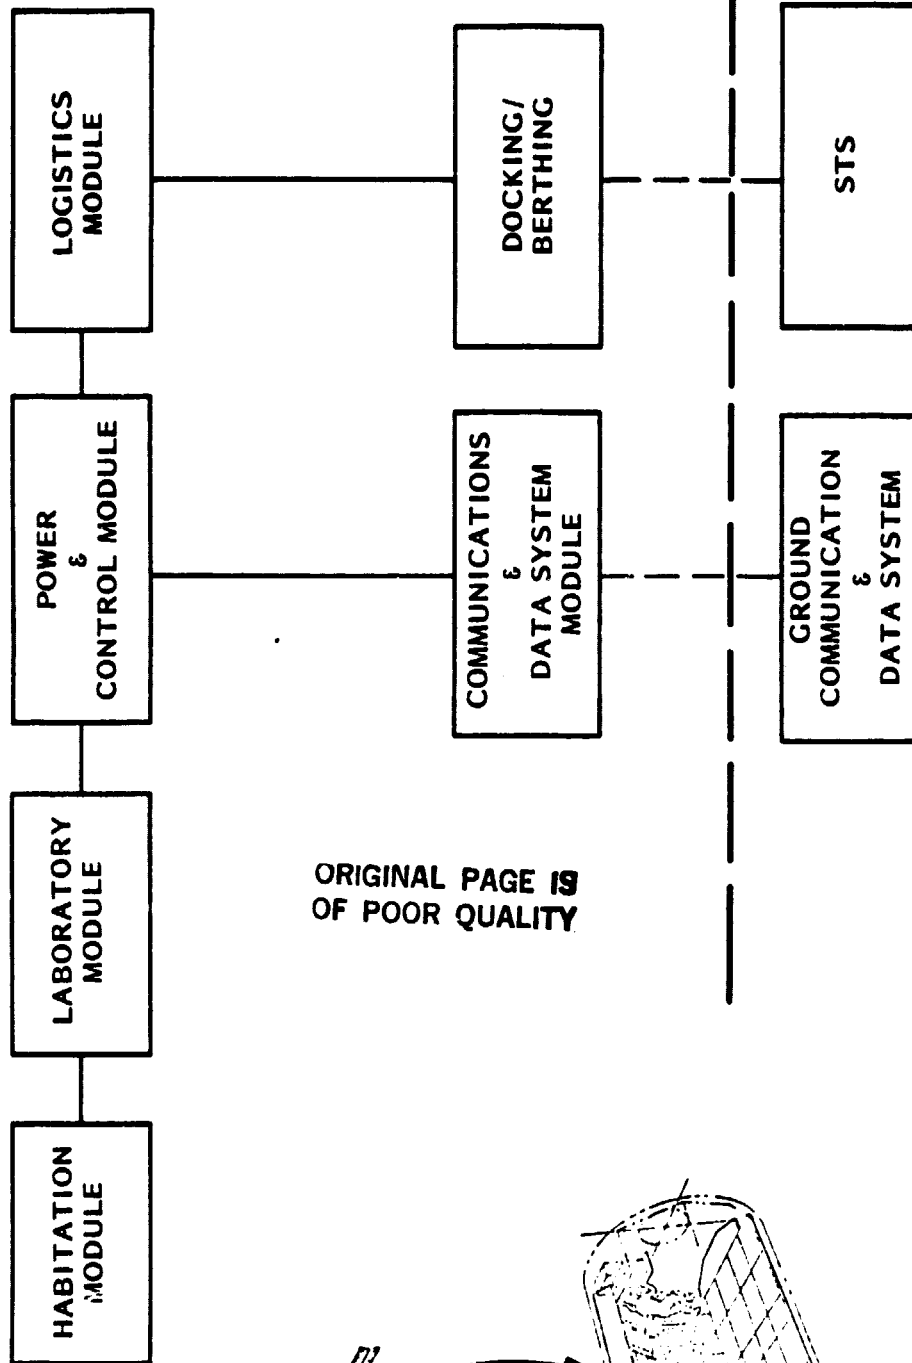 HABITATION
MODULE
LABORATORY
MODULE
POWER
&
CONTROL MODULE
LOGISTICS
MODULE
COMMUNICATIONS
&
DATA SYSTEM
MODULE
DOCKING/
BERTHING
GROUND
COMMUNICATION
&
DATA SYSTEM
STS
ORIGINAL PAGE IS
OF POOR QUALITY